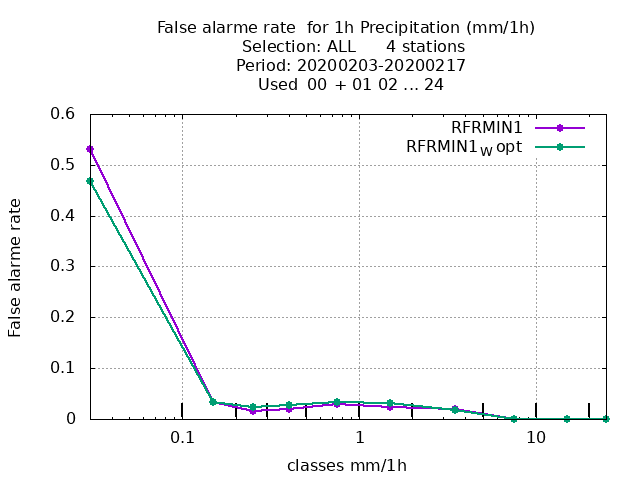 False alarme rate  for 1h Precipitation (mm/1h)
Selection: ALL      4 stations
Period: 20200203-20200217
Used  00  + 01 02 ... 24
RFRMIN1
RFRMIN1W opt
0.6
0.5
0.4
0.3
0.2
0.1
0
False alarme rate
0.1 1 10
classes mm/1h